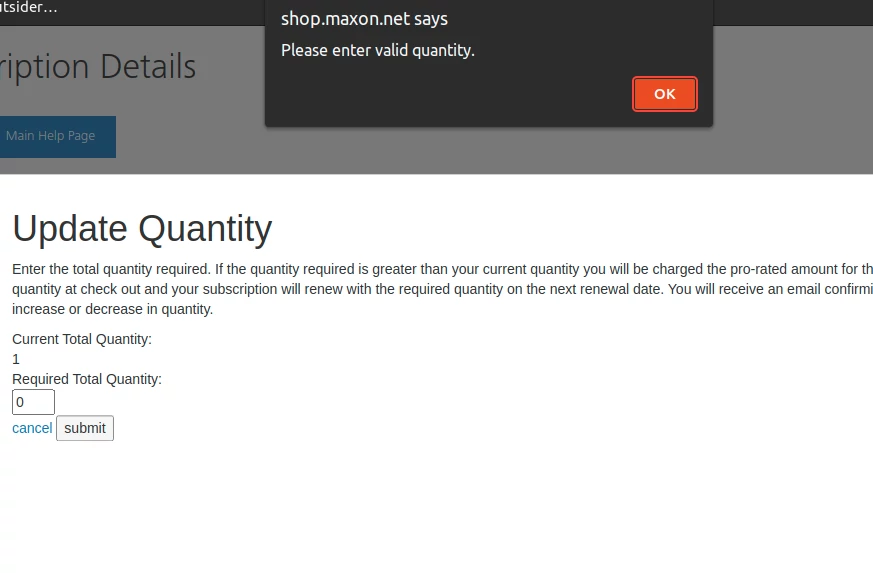 shop.maxon.net says
Please enter valid quantity.
OK
Details
Main Help Page
Update Quantity
Enter the total quantity required. If the quantity required is greater than your current quantity you will be charged the pro-rated amount for
quantity at check out and your subscription will renew with the required quantity on the next renewal date. You will receive an email
increase or decrease in quantity.
Current Total Quantity:
1
Required Total Quantity:
0
cancel submit